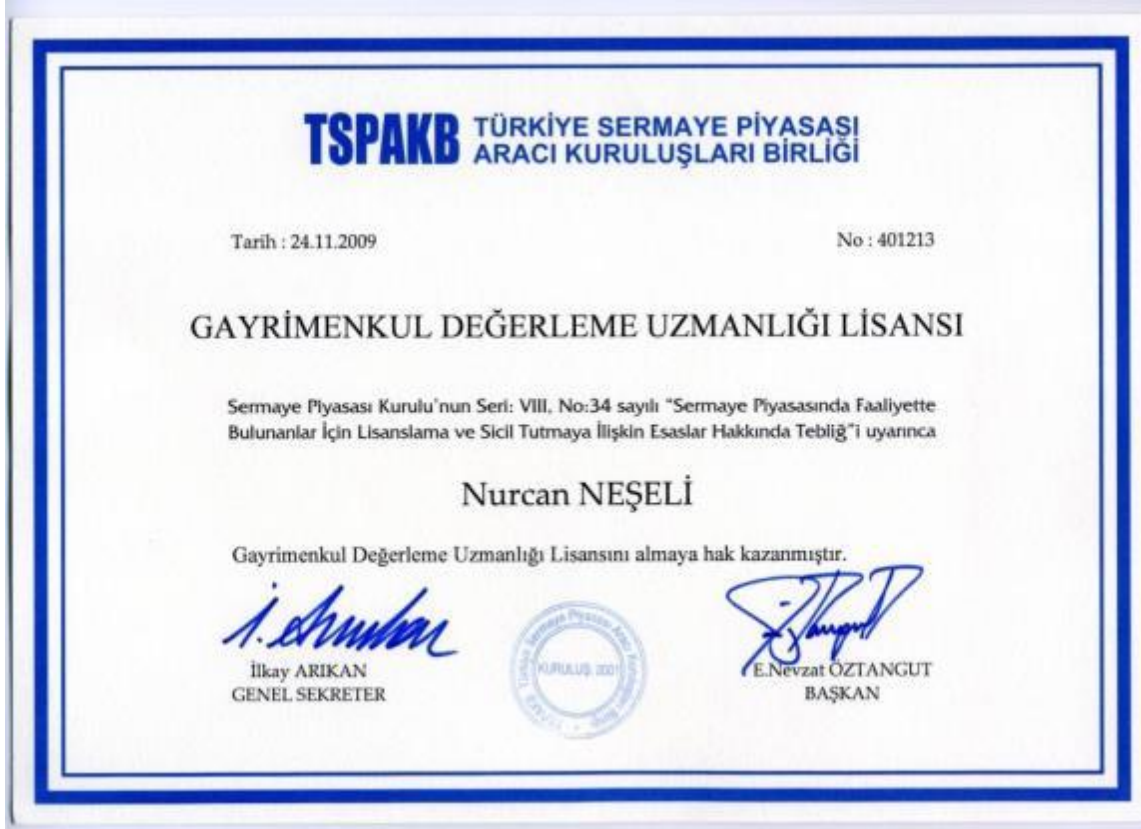 TSPAKB TÜRKİYE SERMAYE PİYASASI
ARACI KURULUŞLARI BİRLİĞİ
Tarih : 24.11.2009
No : 401213
GAYRİMENKUL DEĞERLEME UZMANLIĞI LİSANSI
Sermaye Piyasası Kurulu'nun Seri: VIII, No:34 sayılı "Sermaye Piyasasında Faaliyette
Bulunanlar İçin Lisanslama ve Sicil Tutmaya İlişkin Esaslar Hakkında Tebliğ"i uyarınca
Nurcan NEŞELİ
Gayrimenkul Değerleme Uzmanlığı Lisansını almaya hak kazanmıştır.
İlkay ARIKAN
GENEL SEKRETER
KURULUŞ 2001
E.Nevzat ÖZTANGUT
BAŞKAN